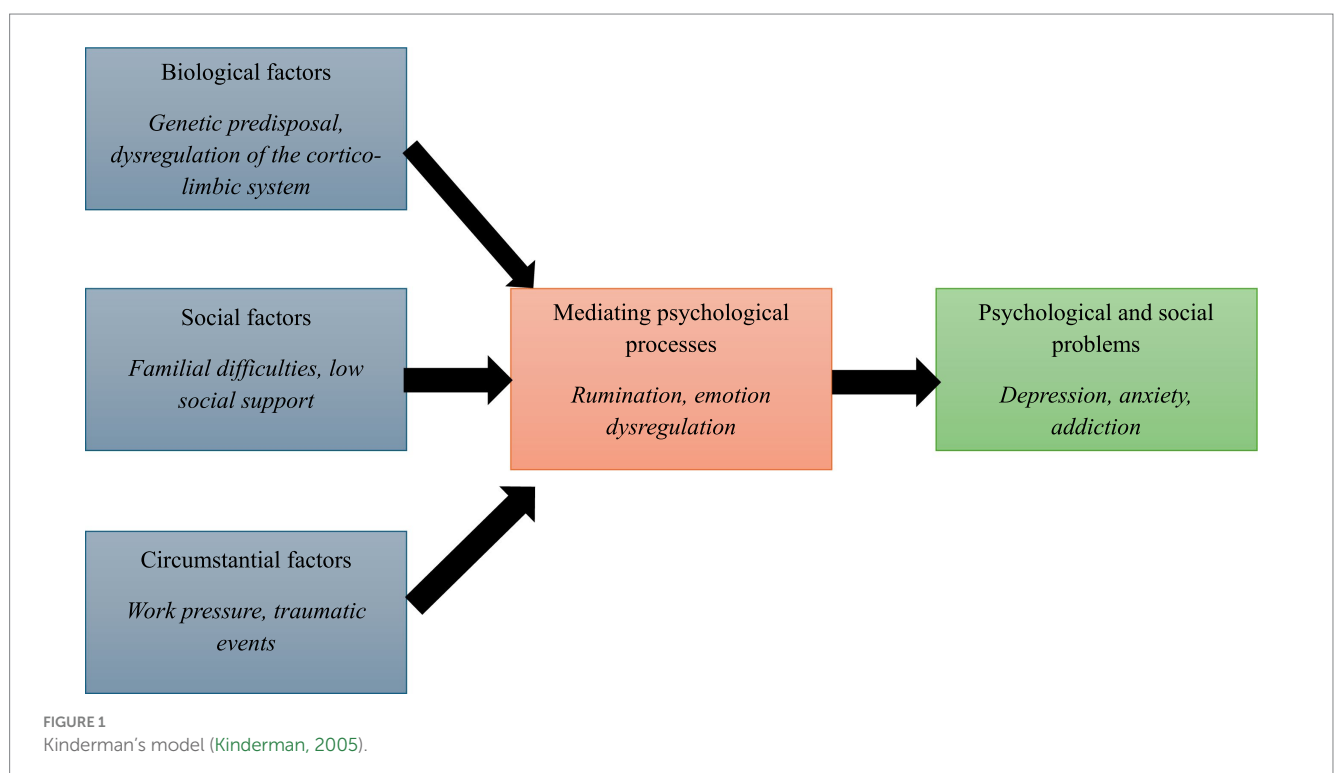 Biological factors
Genetic predisposal,
dysregulation of the cortico-
limbic system
Social factors
Familial difficulties, low
social support
Circumstantial factors
Work pressure, traumatic
events
Mediating psychological
processes
Rumination, emotion
dysregulation
Psychological and social
problems
Depression, anxiety,
addiction
FIGURE 1
Kinderman’s model (Kinderman, 2005).